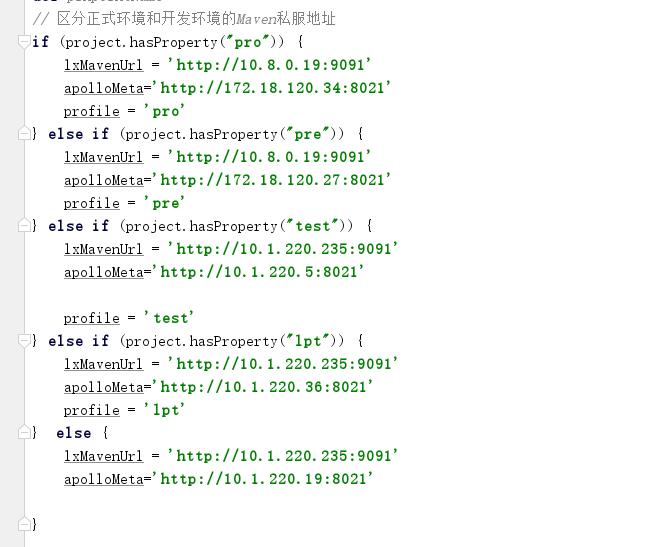 // 区分正式环境和开发环境的Maven私服地址
if (project.hasProperty("pro")) {
lxMavenUrl = 'http://10.8.0.19:9091'
apolloMeta='http://172.18.120.34:8021'
profile = 'pro'
} else if (project.hasProperty("pre")) {
lxMavenUrl = 'http://10.8.0.19:9091'
apolloMeta='http://172.18.120.27:8021'
profile = 'pre'
} else if (project.hasProperty("test")) {
lxMavenUrl = 'http://10.1.220.235:9091'
apolloMeta='http://10.1.220.5:8021'
profile = 'test'
} else if (project.hasProperty("lpt")) {
lxMavenUrl = 'http://10.1.220.235:9091'
apolloMeta='http://10.1.220.36:8021'
profile = 'lpt'
}  else {
lxMavenUrl = 'http://10.1.220.235:9091'
apolloMeta='http://10.1.220.19:8021'
}